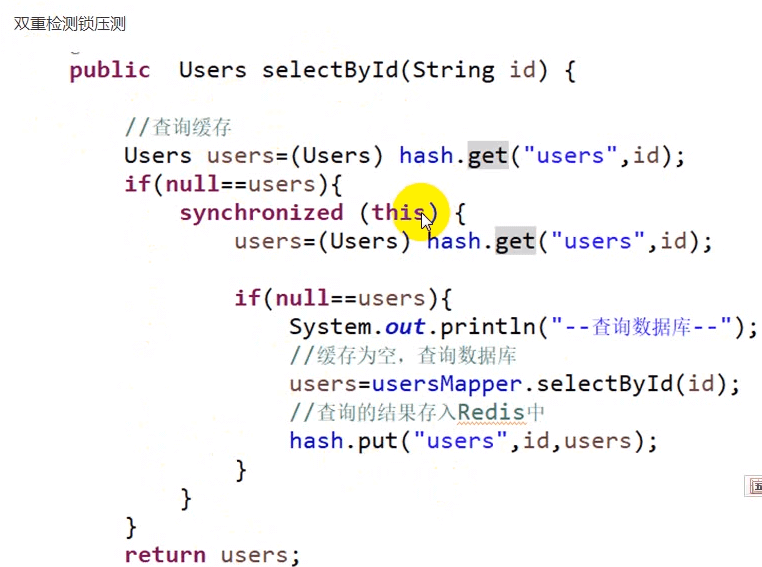 双重检测锁压测
public  Users selectById(String id) {
//查询缓存
Users users=(Users) hash.get("users",id);
if(null==users){
synchronized (this) {
users=(Users) hash.get("users",id);
if(null==users){
System.out.println("--查询数据库--");
//缓存为空，查询数据库
users=usersMapper.selectById(id);
//查询的结果存入Redis中
hash.put("users",id,users);
}
}
}
return users;